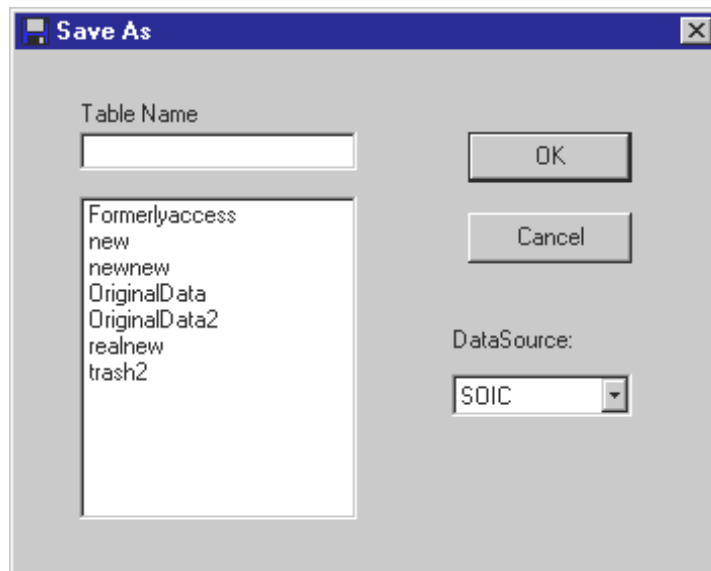 Save As
Table Name
OK
Formerlyaccess
new
newnew
OriginalData
OriginalData2
realnew
trash2
Cancel
DataSource:
SOIC